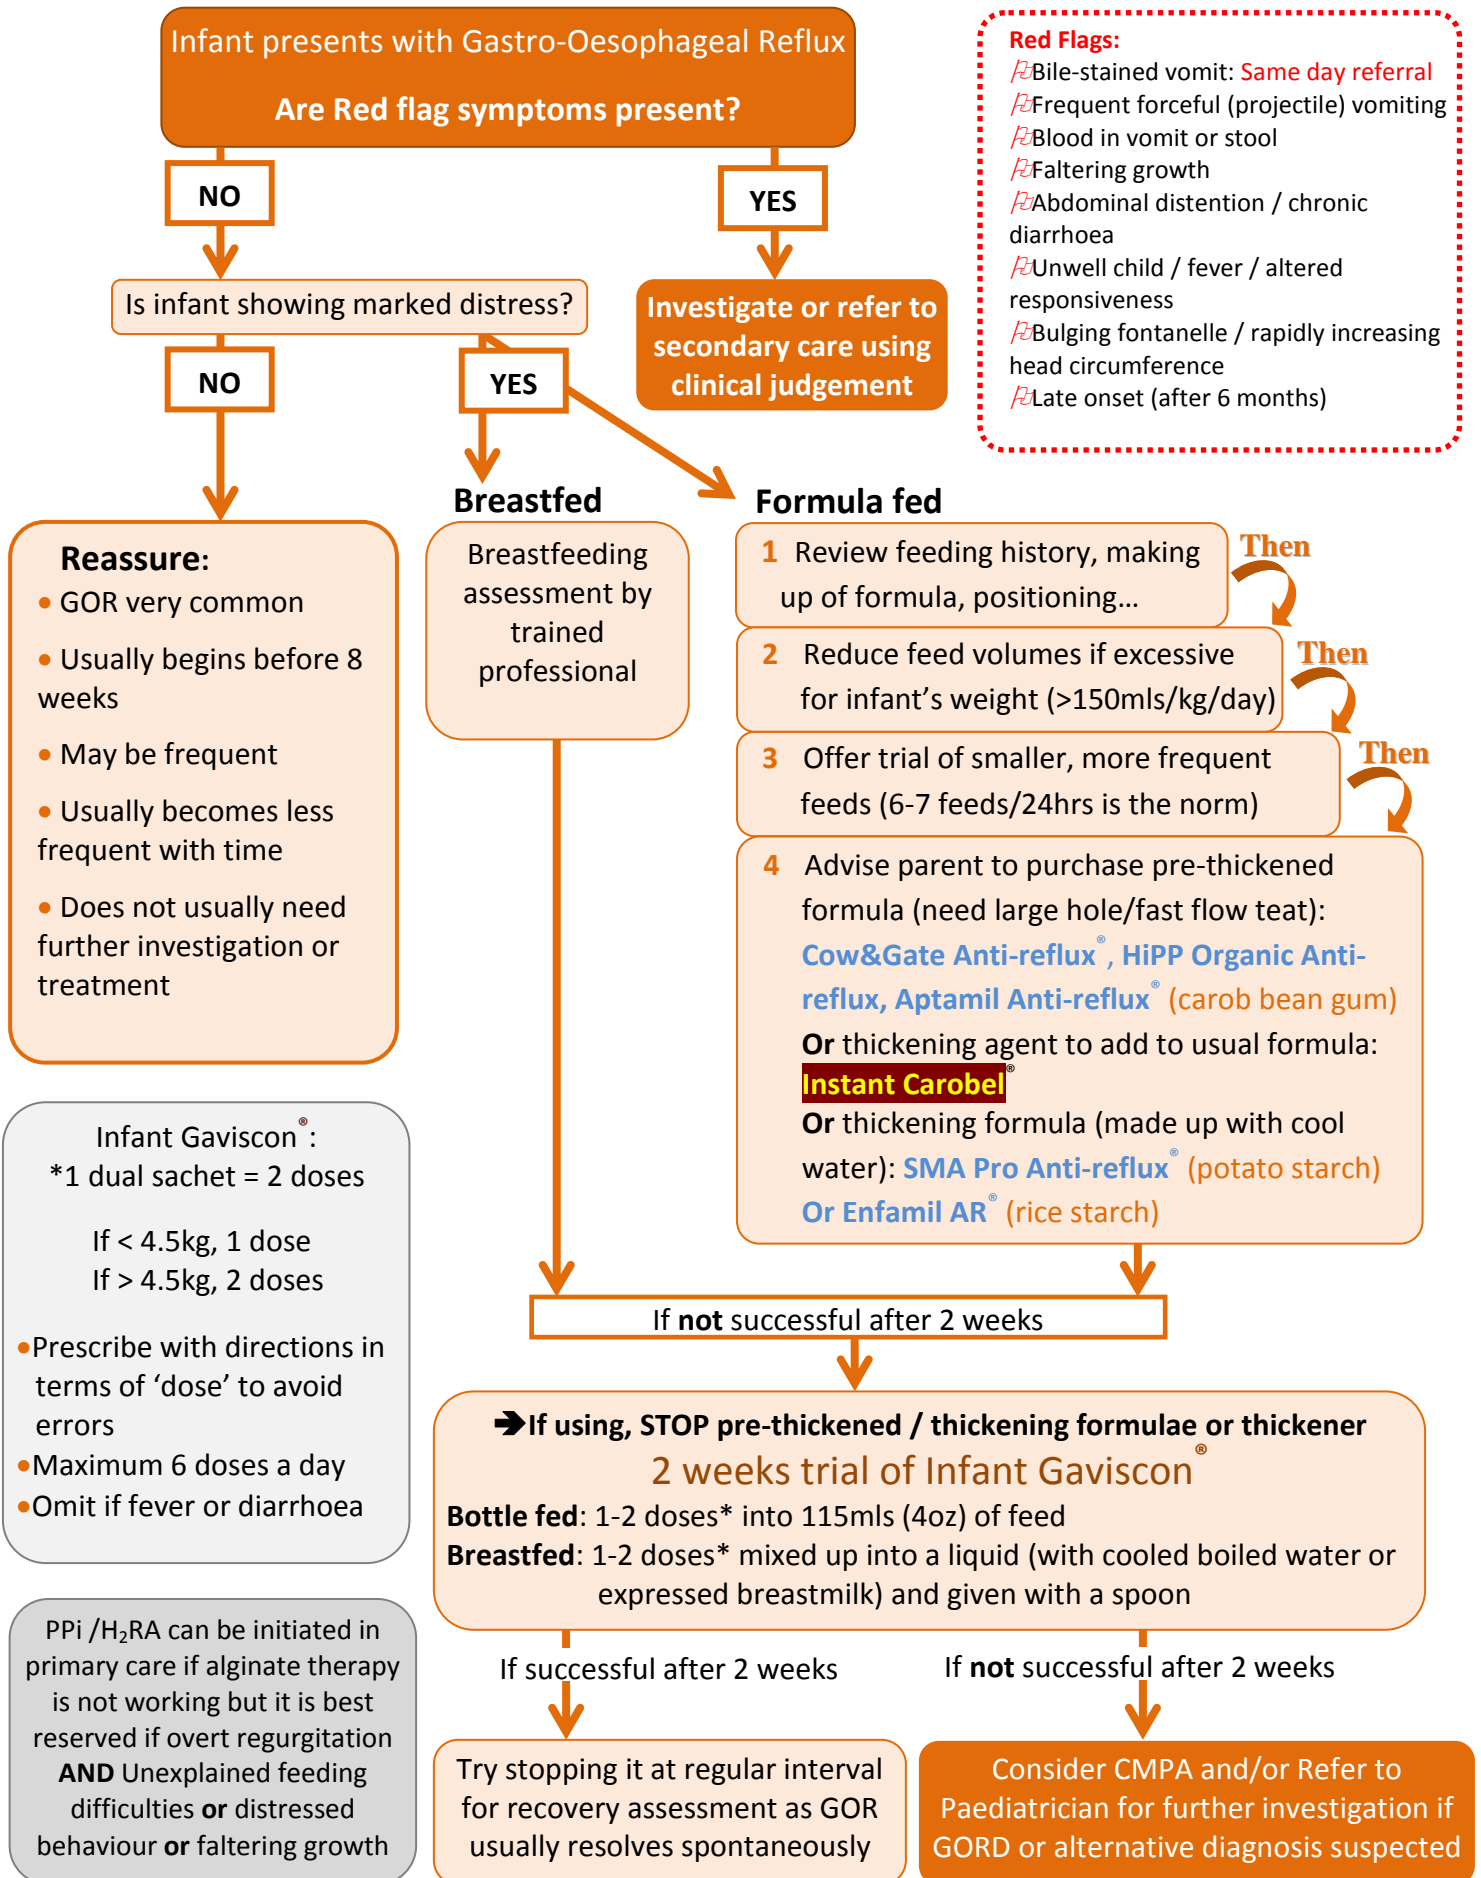 Infant presents with Gastro-Oesophageal Reflux
Are Red flag symptoms present?
Red Flags:
Bile-stained vomit: Same day referral
Frequent forceful (projectile) vomiting
Blood in vomit or stool
Faltering growth
Abdominal distention / chronic
diarrhoea
Unwell child / fever / altered
responsiveness
Bulging fontanelle / rapidly increasing
head circumference
Late onset (after 6 months)
NO
YES
Is infant showing marked distress?
Investigate or refer to
secondary care using
clinical judgement
NO
YES
Reassure:
• GOR very common
• Usually begins before 8
weeks
• May be frequent
• Usually becomes less
frequent with time
• Does not usually need
further investigation or
treatment
Breastfed
Breastfeeding
assessment by
trained
professional
Formula fed
1 Review feeding history, making
up of formula, positioning…
Then
2 Reduce feed volumes if excessive
for infant's weight (>150mls/kg/day)
Then
3 Offer trial of smaller, more frequent
feeds (6-7 feeds/24hrs is the norm)
Then
4 Advise parent to purchase pre-thickened
formula (need large hole/fast flow teat):
Cow&Gate Anti-reflux®, HiPP Organic Anti-
reflux, Aptamil Anti-reflux® (carob bean gum)
Or thickening agent to add to usual formula:
Instant Carobel®
Or thickening formula (made up with cool
water): SMA Pro Anti-reflux® (potato starch)
Or Enfamil AR® (rice starch)
Infant Gaviscon®:
*1 dual sachet = 2 doses
If < 4.5kg, 1 dose
If > 4.5kg, 2 doses
•Prescribe with directions in
terms of 'dose' to avoid
errors
•Maximum 6 doses a day
•Omit if fever or diarrhoea
If not successful after 2 weeks
➔If using, STOP pre-thickened / thickening formulae or thickener
2 weeks trial of Infant Gaviscon®
Bottle fed: 1-2 doses* into 115mls (4oz) of feed
Breastfed: 1-2 doses* mixed up into a liquid (with cooled boiled water or
expressed breastmilk) and given with a spoon
PPi /H₂RA can be initiated in
primary care if alginate therapy
is not working but it is best
reserved if overt regurgitation
AND Unexplained feeding
difficulties or distressed
behaviour or faltering growth
If successful after 2 weeks
If not successful after 2 weeks
Try stopping it at regular interval
for recovery assessment as GOR
usually resolves spontaneously
Consider CMPA and/or Refer to
Paediatrician for further investigation if
GORD or alternative diagnosis suspected